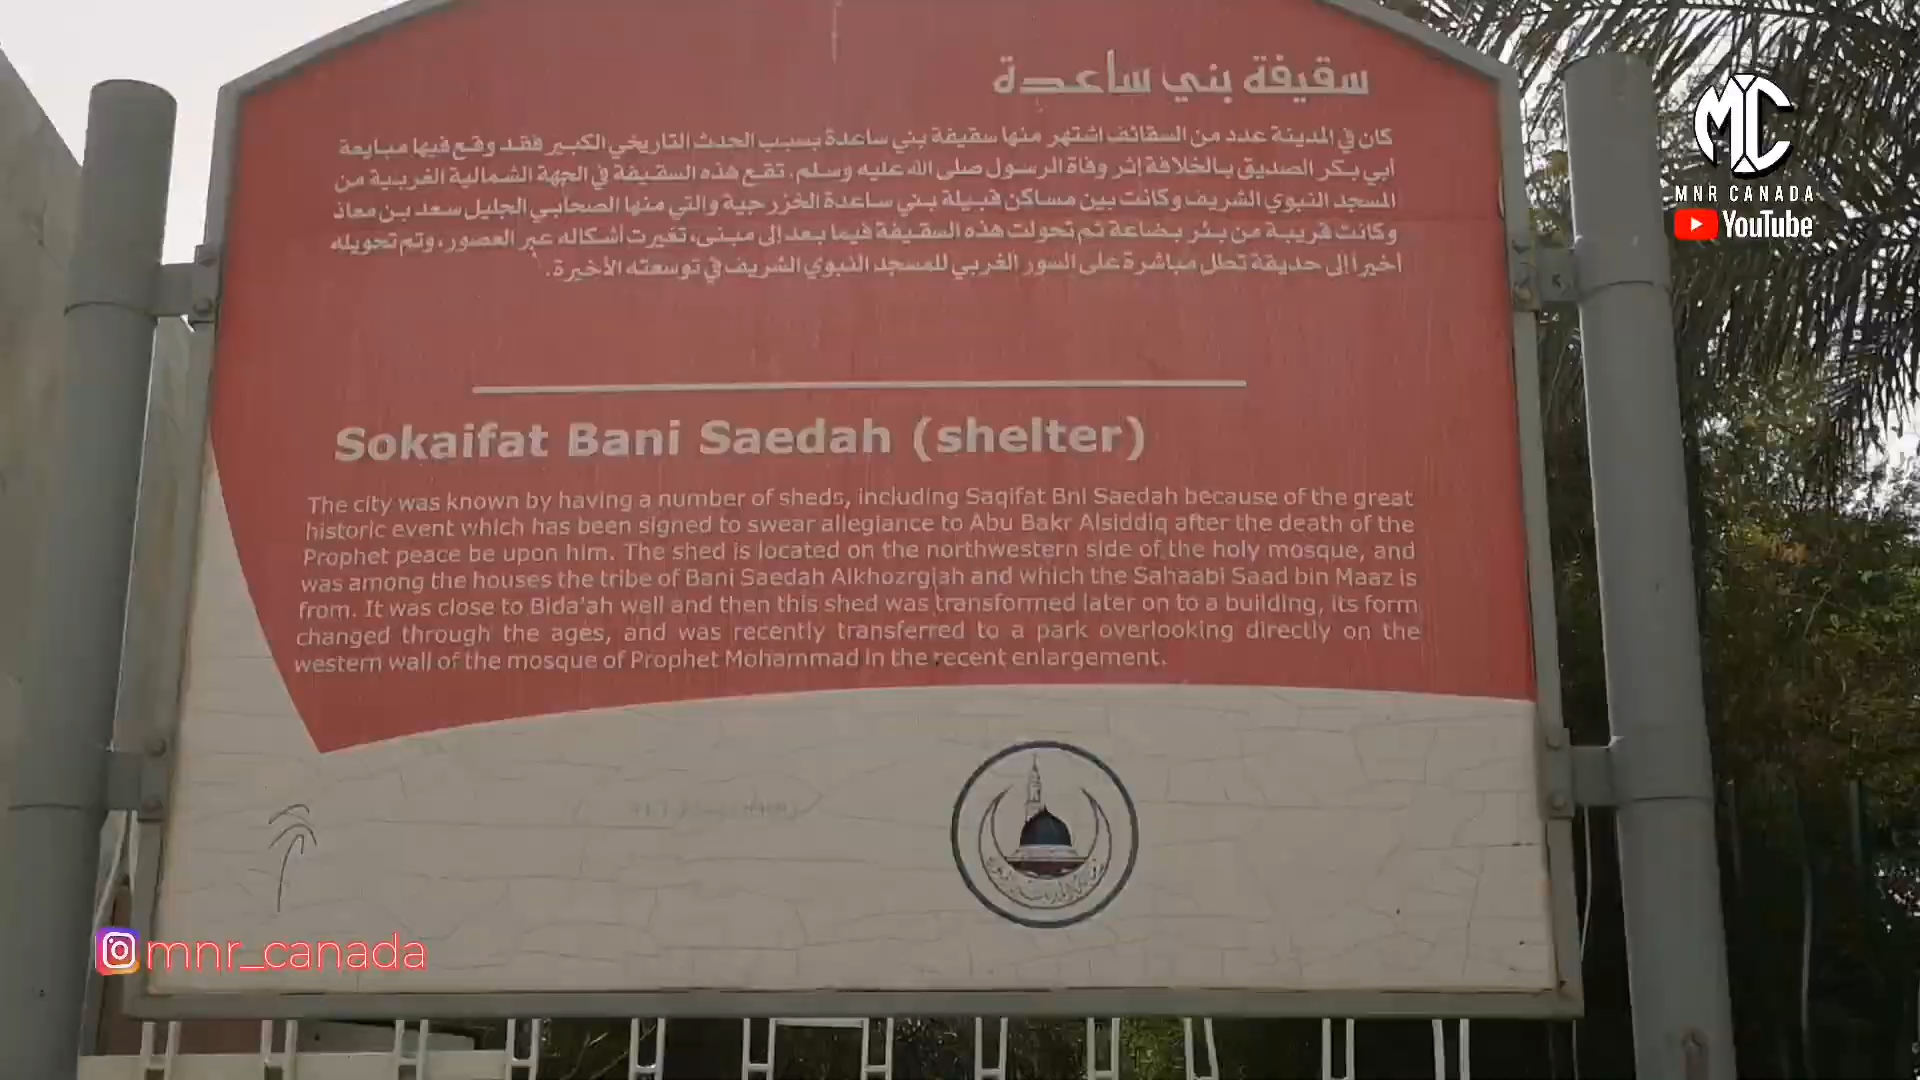 سقيفة بني ساعدة
كان في المدينة عدد من السقائف اشتهر منها سقيفة بني ساعدة بسبب الحدث التاريخي الكبير فقد وقع فيها مبايعة
أبي بكر الصديق بالخلافة إثر وفاة الرسول صلى الله عليه وسلم. تقع هذه السقيفة في الجهة الشمالية الغربية من
المسجد النبوي الشريف وكانت بين مساكن قبيلة بني ساعدة الخزرجية والتي منها الصحابي الجليل سعد بن معاذ
وكانت قريبة من بئر بضاعة ثم تحولت هذه السقيفة فيما بعد إلى مبنى، تغيرت أشكاله عبر العصور، وتم تحويله
أخيراً إلى حديقة تطل مباشرة على السور الغربي للمسجد النبوي الشريف في توسعته الأخيرة.
Sokaifat Bani Saedah (shelter)
The city was known by having a number of sheds, including Saqifat Bni Saedah because of the great
historic event which has been signed to swear allegiance to Abu Bakr Alsiddiq after the death of the
Prophet peace be upon him. The shed is located on the northwestern side of the holy mosque, and
was among the houses the tribe of Bani Saedah Alkhozrgiah and which the Sahaabi Saad bin Maaz is
from. It was close to Bida'ah well and then this shed was transformed later on to a building, its form
changed through the ages, and was recently transferred to a park overlooking directly on the
western wall of the mosque of Prophet Mohammad in the recent enlargement.
MC
MNR CANADA
YouTube
mnr_canada